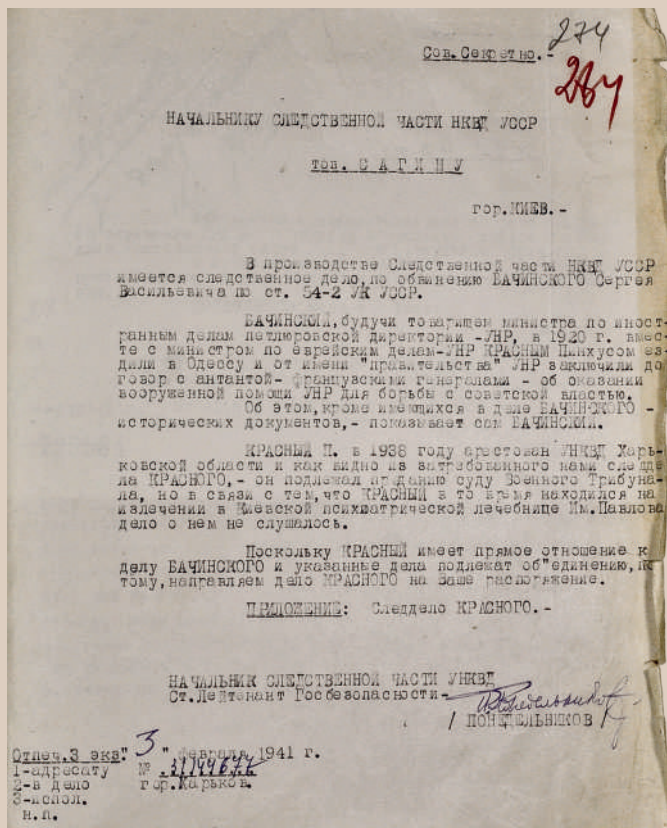 Сов.Секретно.-
274
284
НАЧАЛЬНИКУ СЛЕДСТВЕННОЙ ЧАСТИ НКВД УССР
тов. С А Г И Н У
гор.КИЕВ.-
В производстве Следственной части НКВД УССР
имеется следственное дело,по обвинению БАЧИНСКОГО Сергея
Васильевича по ст. 54-2 УК УССР.
БАЧИНСКИЙ,будучи товарищем министра по иност-
ранным делам петлюровской директории -УНР, в 1920 г. вмес-
те с министром по еврейским делам-УНР КРАСНЫМ Пинхусом ез-
дили в Одессу и от имени "правительства" УНР заключили до
говор с антантой- французскими генералами - об оказании
вооруженной помощи УНР для борьбы с советской властью.
Об этом,кроме имеющихся в деле БАЧИНСКОГО -
исторических документов,- показывает сам БАЧИНСКИЙ.
КРАСНЫЙ П. в 1938 году арестован УНКВД Харь-
ковской области и как видно из затребованного нами следде
ла КРАСНОГО,- он подлежал преданию суду Военного Трибуна-
ла, но в связи с тем,что КРАСНЫЙ в то время находился на
излечении в Киевской психиатрической лечебнице Им.Павлова
дело о нем не слушалось.
Поскольку КРАСНЫЙ имеет прямое отношение к
делу БАЧИНСКОГО и указанные дела подлежат об"единению,по
тому,направляем дело КРАСНОГО на Ваше распоряжение.
ПРИЛОЖЕНИЕ: Следдело КРАСНОГО.-
НАЧАЛЬНИК СЛЕДСТВЕННОЙ ЧАСТИ УНКВД
Ст.Лейтенант Госбезопасности-
/ ПОНЕДЕЛЬНИКОВ /
Отпеч.3 экз. "3" февраля 1941 г.
1-адресату №
2-в дело гор.Харьков.
3-испол.
н.п.